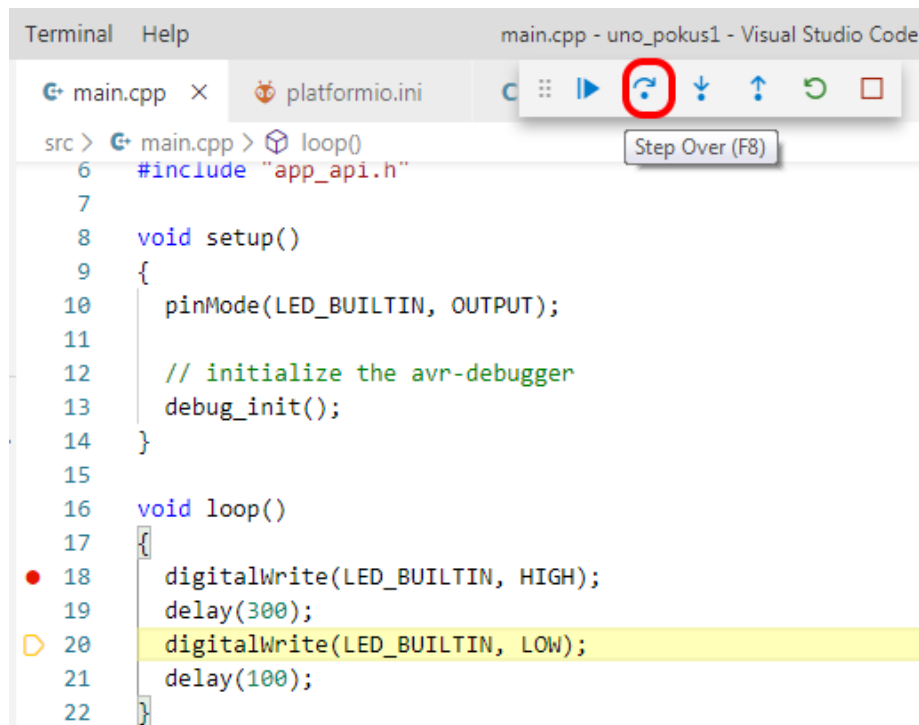 Terminal Help main.cpp - uno_pokus1 - Visual Studio Code
main.cpp × platformio.ini C
Step Over (F8)
src > main.cpp > loop()
6 #include "app_api.h"
7
8 void setup()
9 {
10 pinMode(LED_BUILTIN, OUTPUT);
11
12 // initialize the avr-debugger
13 debug_init();
14 }
15
16 void loop()
17 {
18 digitalWrite(LED_BUILTIN, HIGH);
19 delay(300);
20 digitalWrite(LED_BUILTIN, LOW);
21 delay(100);
22 }